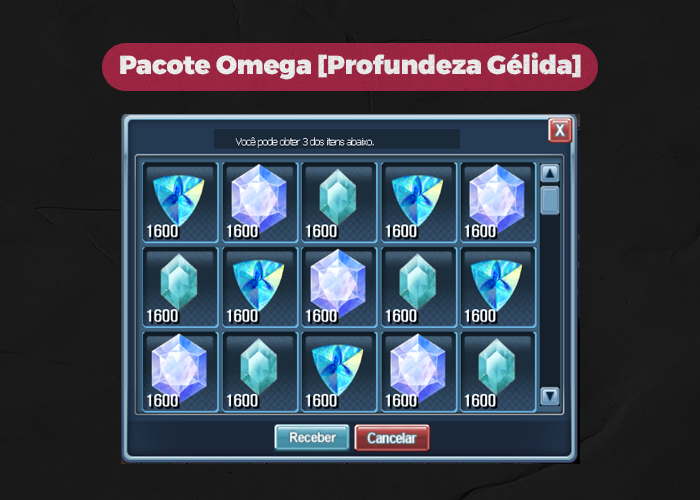 Pacote Omega [Profundeza Gélida]
X
Você pode obter 3 dos itens abaixo.
1600 1600 1600 1600 1600
1600 1600 1600 1600 1600
1600 1600 1600 1600 1600
Receber Cancelar